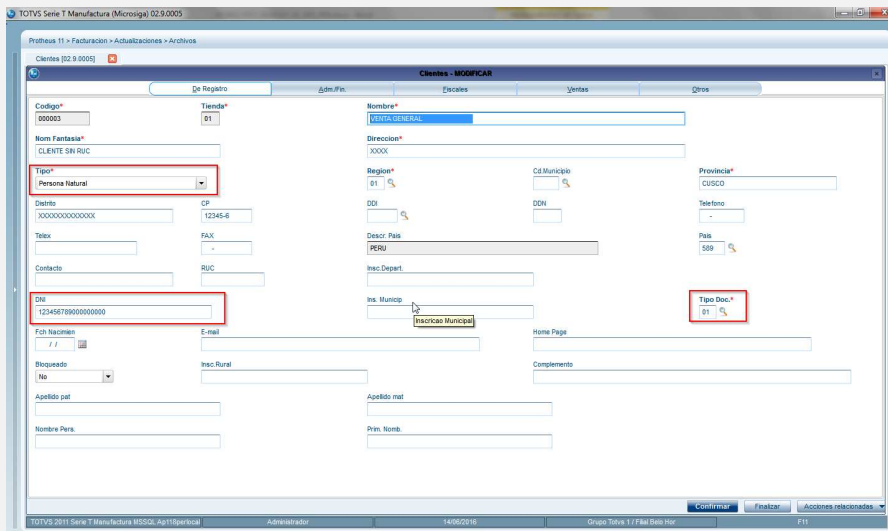 TOTVS Serie T Manufactura (Microsiga) 02.9.0005
Protheus 11 > Facturacion > Actualizaciones > Archivos
Clientes [02.9.0005]
Clientes - MODIFICAR
De Registro Adm./Fin. Fiscales Ventas Otros
Codigo* Tienda* Nombre*
000003 01 VENTA GENERAL
Nom Fantasia* Direccion*
CLIENTE SIN RUC XXXX
Tipo* Region* Cd.Municipio Provincia*
Persona Natural 01 CUSCO
Distrito CP DDI DDN Telefono
XXXXXXXXXXXXX 12345-6 -
Telex FAX Descr. Pais Pais
- PERU 589
Contacto RUC Insc.Depart.
DNI Ins. Municip Tipo Doc.*
123456789000000000 01
Inscricao Municipal
Fch Nacimien E-mail Home Page
/ /
Bloqueado Insc.Rural Complemento
No
Apellido pat Apellido mat
Nombre Pers. Prim. Nomb.
Confirmar Finalizar Acciones relacionadas
TOTVS 2011 Serie T Manufactura MSSQL Ap118perlocal Administrador 14/06/2016 Grupo Totvs 1 / Filial Belo Hor F11